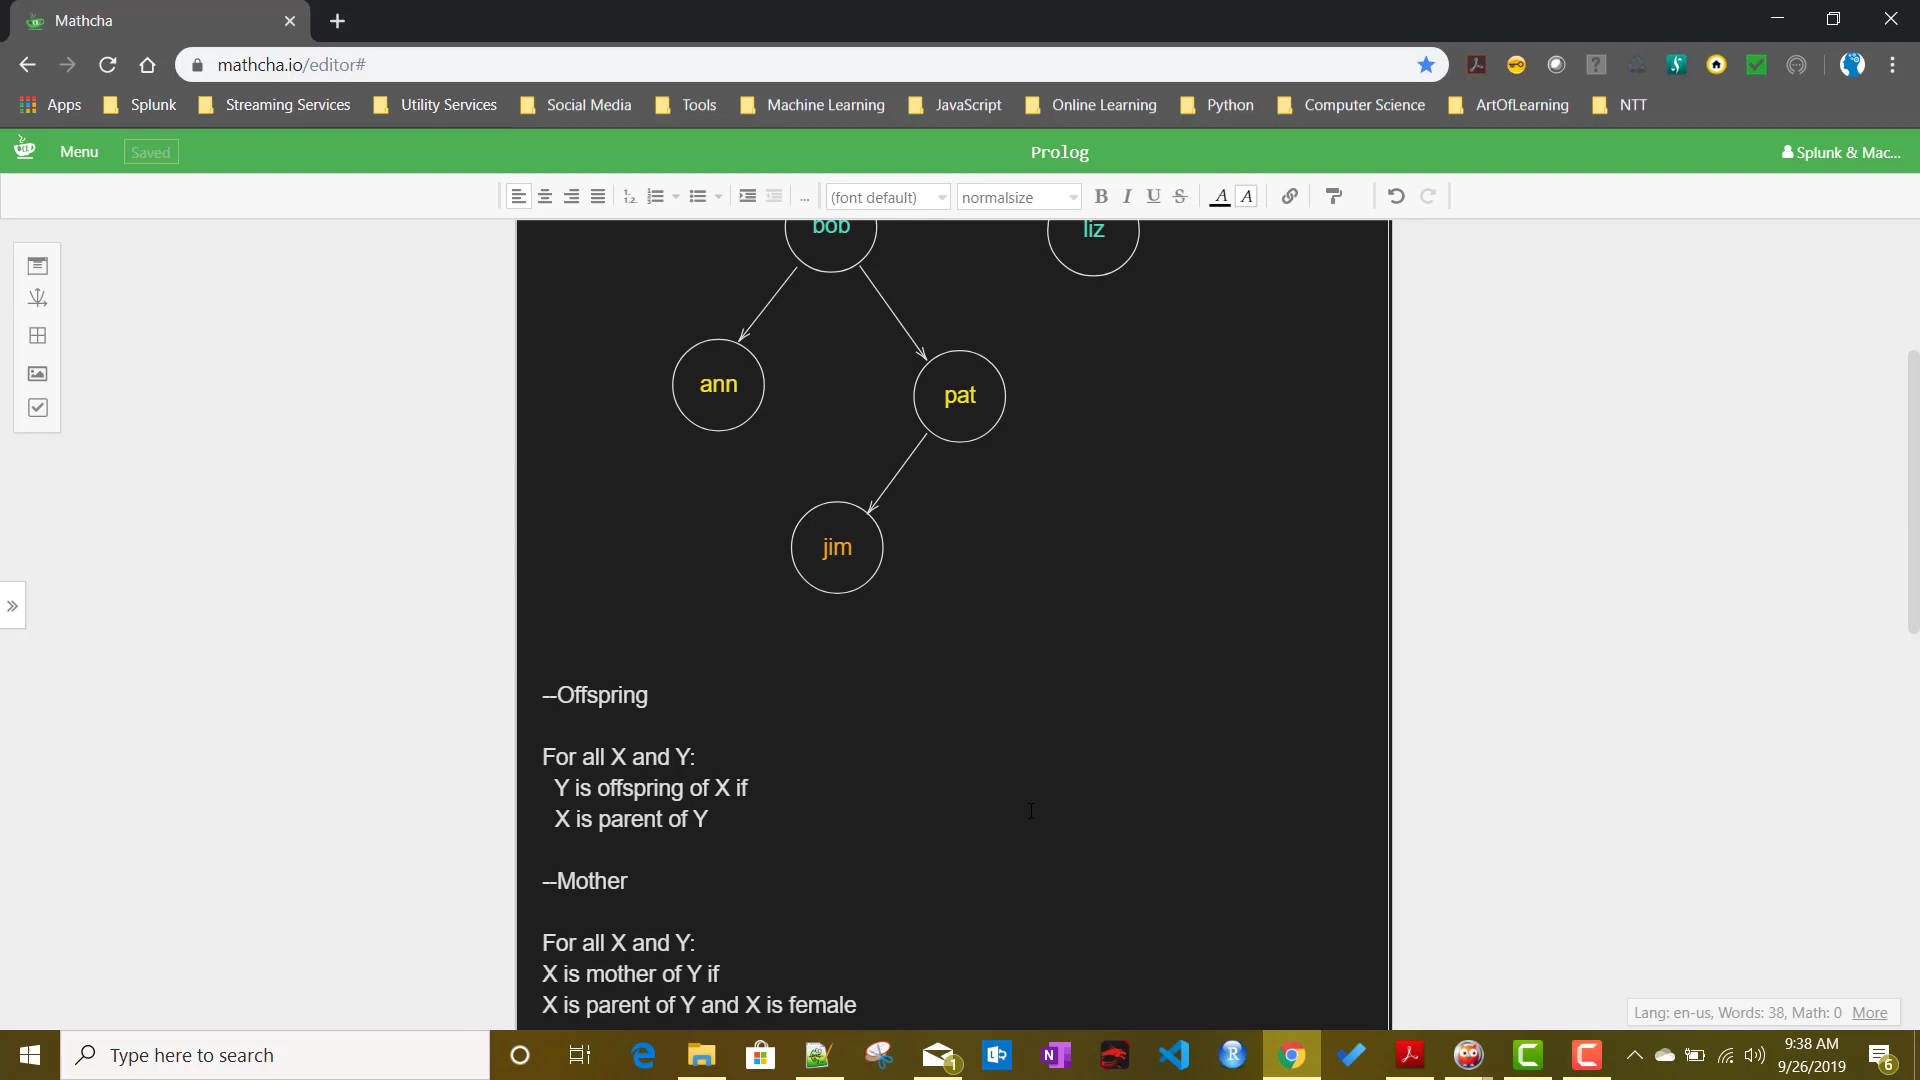 Mathcha
mathcha.io/editor#
Apps Splunk Streaming Services Utility Services Social Media Tools Machine Learning JavaScript Online Learning Python Computer Science ArtOfLearning NTT
Menu Saved Prolog Splunk & Mac...
1.2. ... (font default) normalsize B I U S A A
bob liz
ann
pat
jim
--Offspring
For all X and Y:
Y is offspring of X if
X is parent of Y
--Mother
For all X and Y:
X is mother of Y if
X is parent of Y and X is female
Lang: en-us, Words: 38, Math: 0 More
Type here to search
9:38 AM
9/26/2019
1
6